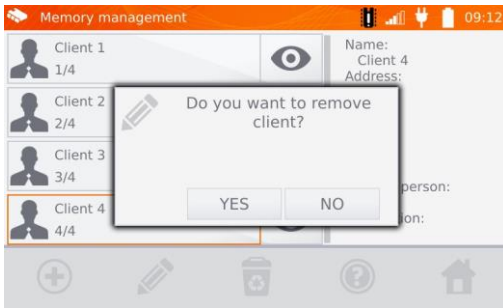 Memory management
09:12
Client 1
1/4
Name:
Client 4
Address:
Client 2
2/4
Do you want to remove
client?
Client 3
3/4
person:
YES
NO
Client 4
4/4